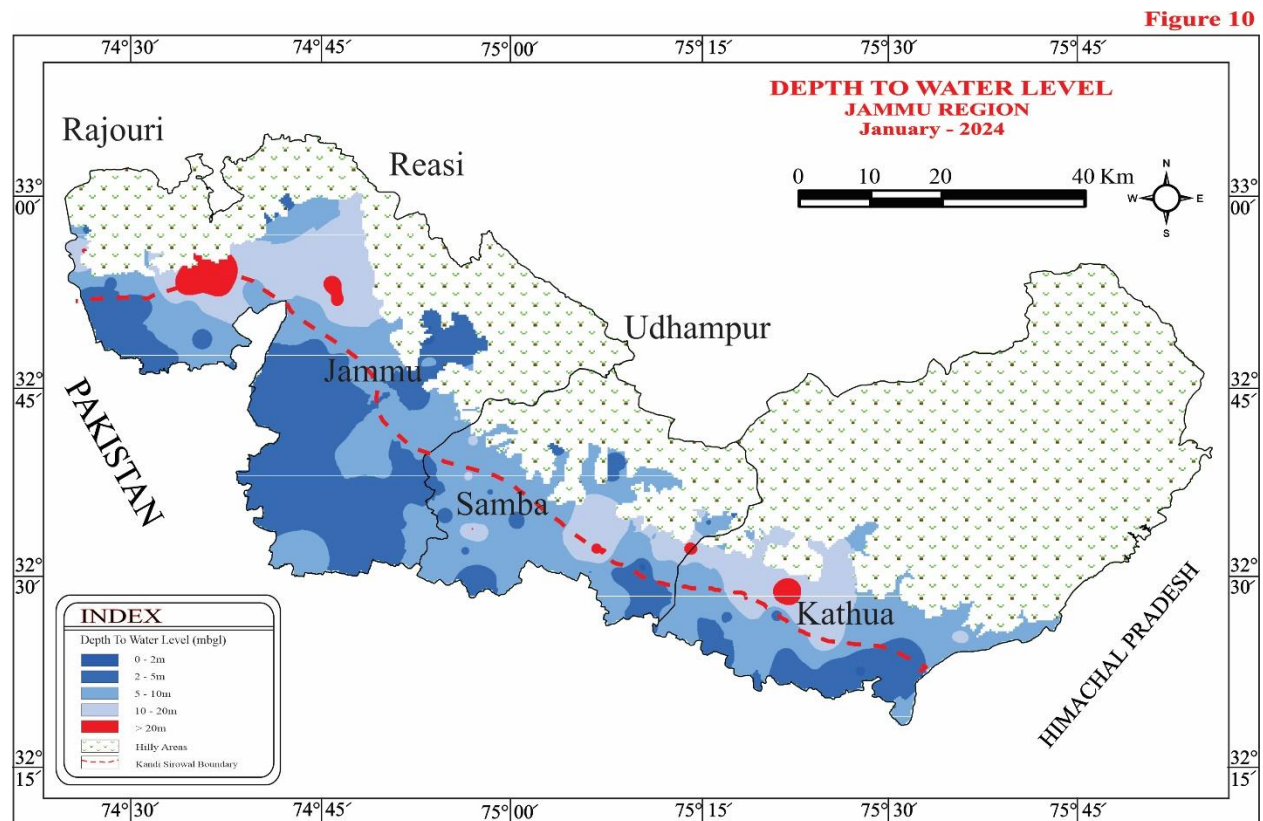 Figure 10
74°30′ 74°45′ 75°00′ 75°15′ 75°30′ 75°45′
DEPTH TO WATER LEVEL
JAMMU REGION
January - 2024
0 10 20 40 Km
N
W E
S
Rajouri
Reasi
33°
00′
33°
00′
Udhampur
Jammu
32°
45′
32°
45′
PAKISTAN
Samba
32°
30′
32°
30′
Kathua
HIMACHAL PRADESH
INDEX
Depth To Water Level (mbgl)
0 - 2m
2 - 5m
5 - 10m
10 - 20m
> 20m
Hilly Areas
Kandi Sirowal Boundary
32°
15′
32°
15′
74°30′ 74°45′ 75°00′ 75°15′ 75°30′ 75°45′